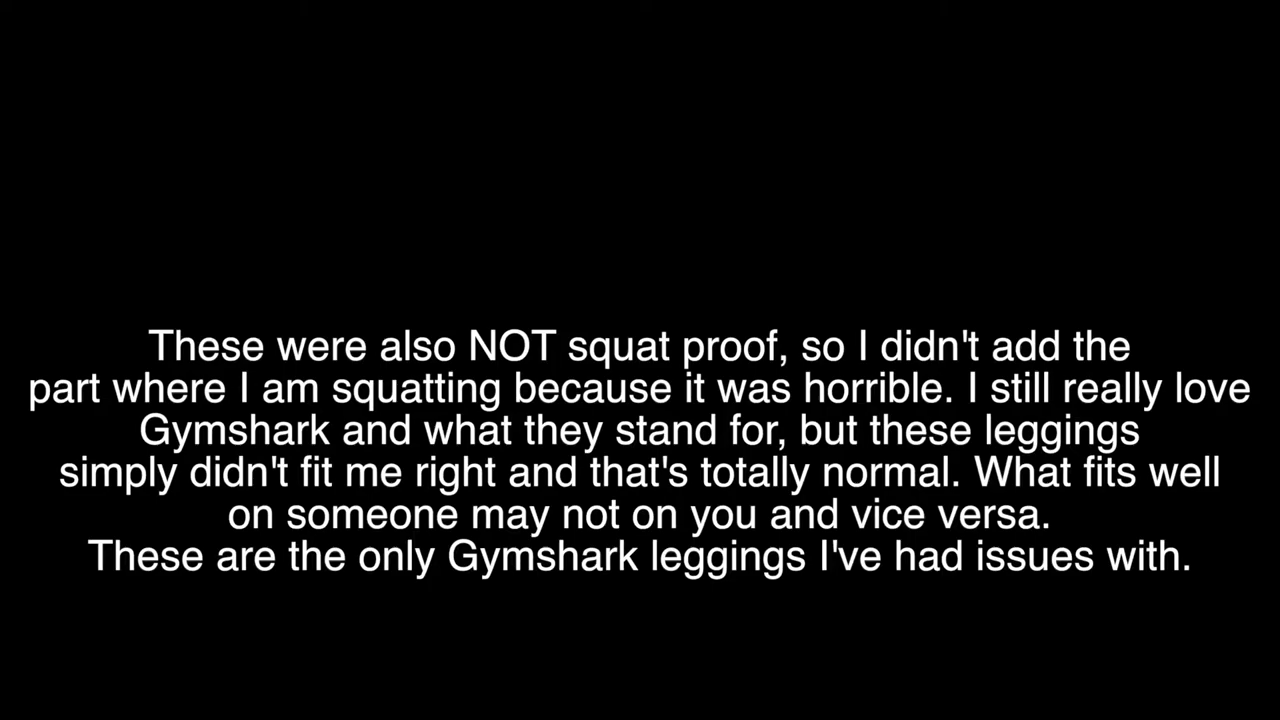 These were also NOT squat proof, so I didn't add the
part where I am squatting because it was horrible. I still really love
Gymshark and what they stand for, but these leggings
simply didn't fit me right and that's totally normal. What fits well
on someone may not on you and vice versa.
These are the only Gymshark leggings I've had issues with.